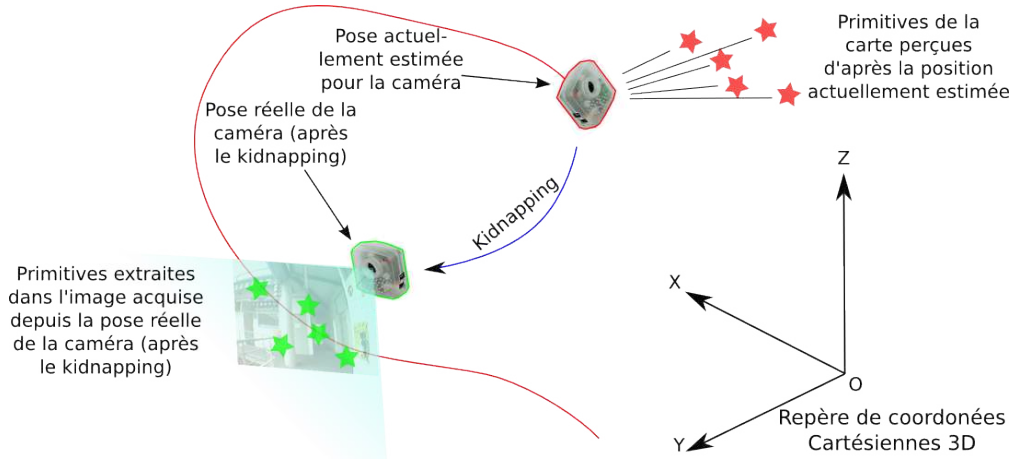 Pose actuel-
lement estimée
pour la caméra
Primitives de la
carte perçues
d'après la position
actuellement estimée
Pose réelle de la
caméra (après
le kidnapping)
Kidnapping
Primitives extraites
dans l'image acquise
depuis la pose réelle
de la caméra (après
le kidnapping)
Z
X
O
Y
Repère de coordonées
Cartésiennes 3D